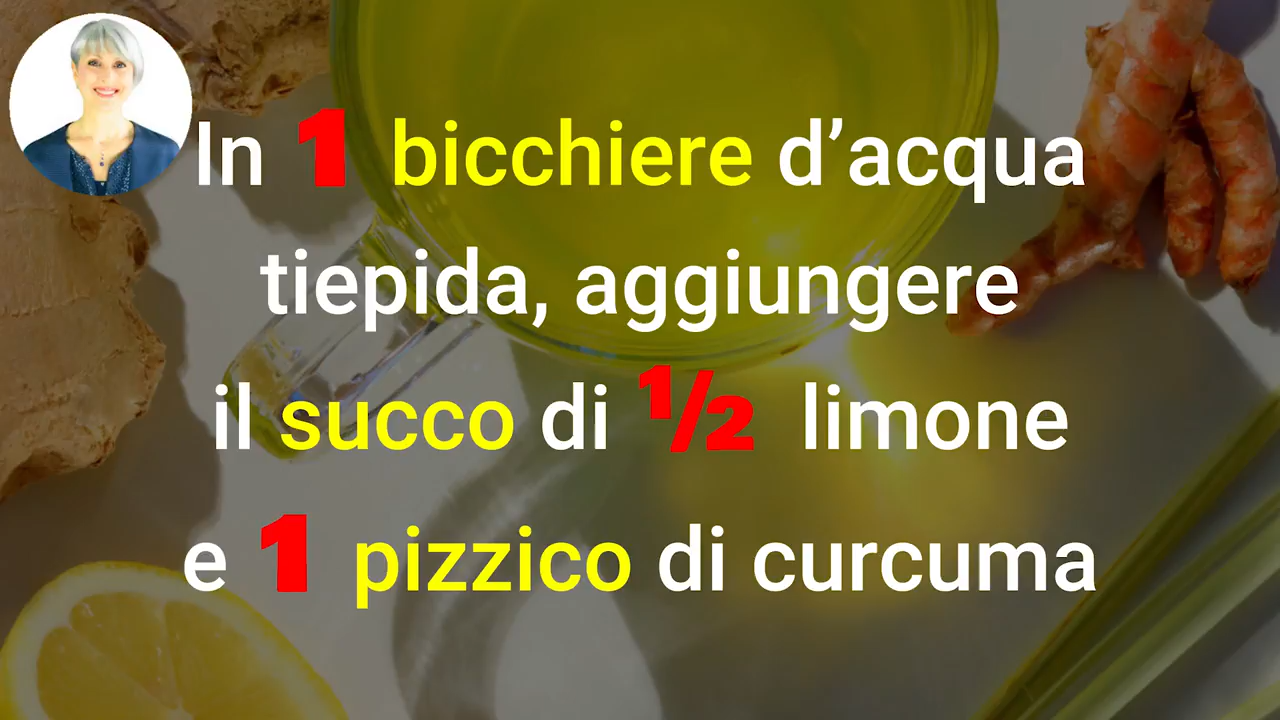 In 1 bicchiere d’acqua
tiepida, aggiungere
il succo di ½ limone
e 1 pizzico di curcuma